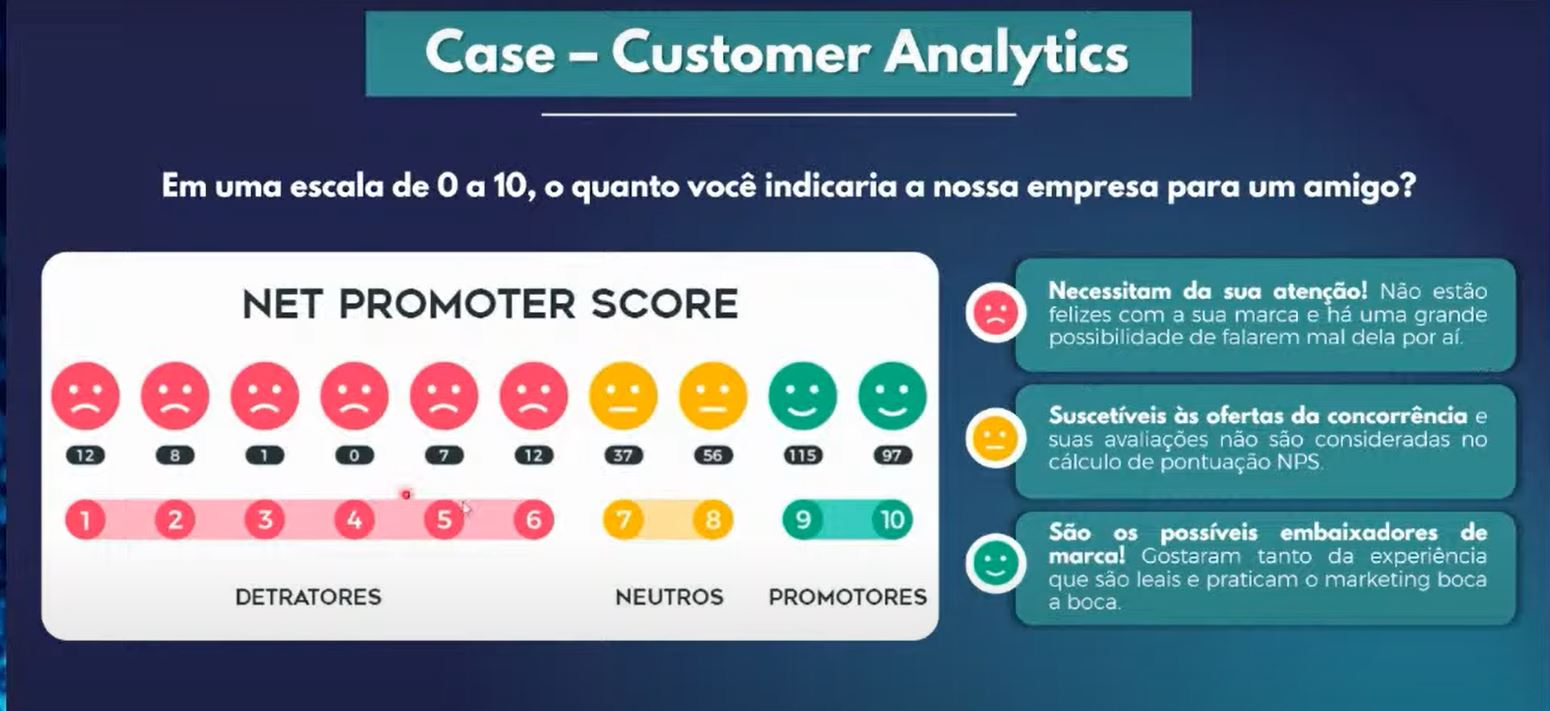 Case – Customer Analytics
Em uma escala de 0 a 10, o quanto você indicaria a nossa empresa para um amigo?
NET PROMOTER SCORE
12 8 1 0 7 12 37 56 115 97
1 2 3 4 5 6 7 8 9 10
DETRATORES NEUTROS PROMOTORES
Necessitam da sua atenção! Não estão
felizes com a sua marca e há uma grande
possibilidade de falarem mal dela por aí.
Suscetíveis às ofertas da concorrência e
suas avaliações não são consideradas no
cálculo de pontuação NPS.
São os possíveis embaixadores de
marca! Gostaram tanto da experiência
que são leais e praticam o marketing boca
a boca.